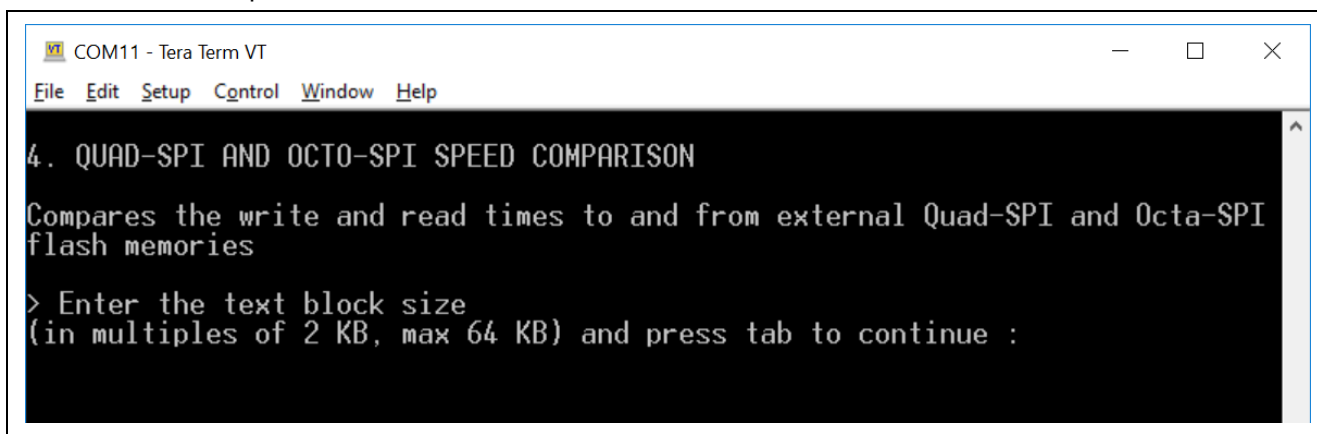 COM11 - Tera Term VT
File Edit Setup Control Window Help
4. QUAD-SPI AND OCTO-SPI SPEED COMPARISON
Compares the write and read times to and from external Quad-SPI and Octa-SPI
flash memories
> Enter the text block size
(in multiples of 2 KB, max 64 KB) and press tab to continue :